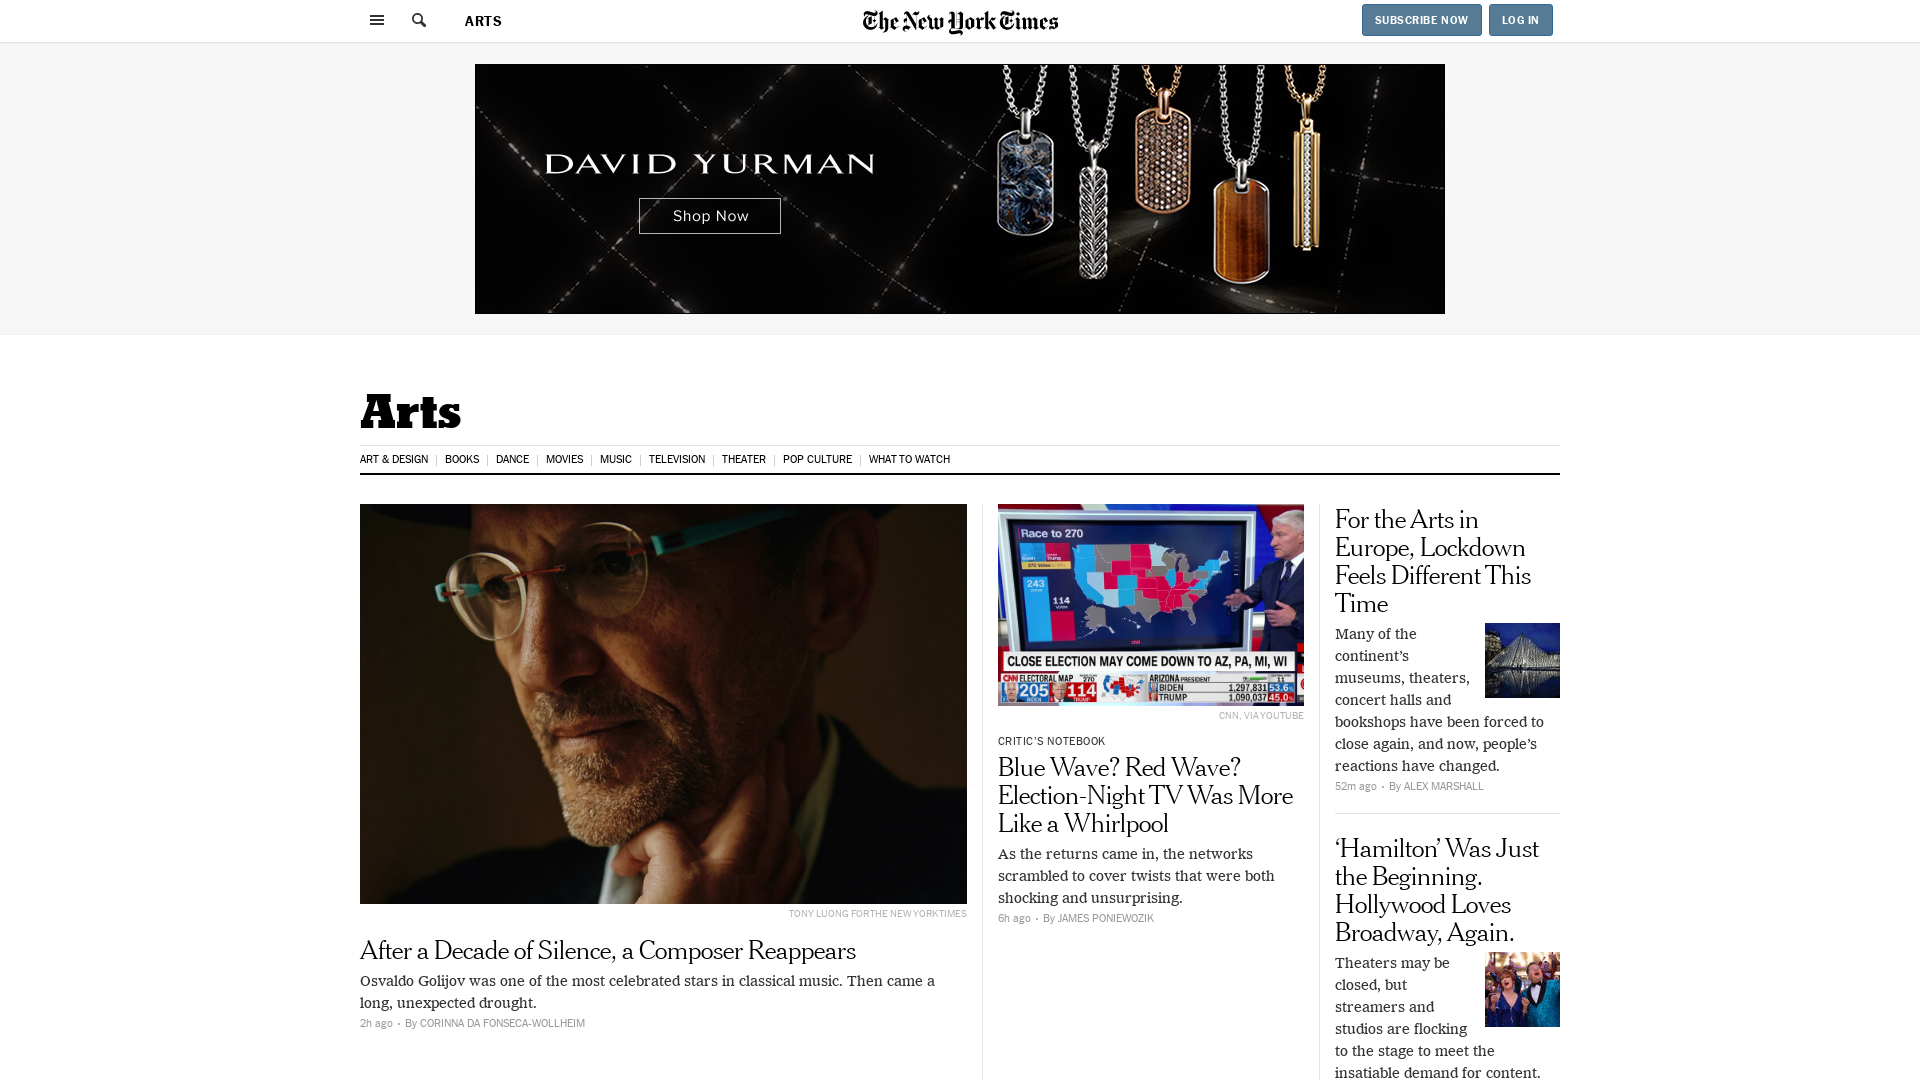 ARTS
The New York Times
SUBSCRIBE NOW
LOG IN
DAVID YURMAN
Shop Now
Arts
ART & DESIGN
BOOKS
DANCE
MOVIES
MUSIC
TELEVISION
THEATER
POP CULTURE
WHAT TO WATCH
TONY LUONG FOR THE NEW YORK TIMES
After a Decade of Silence, a Composer Reappears
Osvaldo Golijov was one of the most celebrated stars in classical music. Then came a
long, unexpected drought.
2h ago • By CORINNA DA FONSECA-WOLLHEIM
Race to 270
243
114
CLOSE ELECTION MAY COME DOWN TO AZ, PA, MI, WI
CNN ELECTORAL MAP
205
114
ARIZONA PRESIDENT
BIDEN 1,297,831 53.6%
TRUMP 1,090,037 45.0%
CNN, VIA YOUTUBE
CRITIC’S NOTEBOOK
Blue Wave? Red Wave?
Election-Night TV Was More
Like a Whirlpool
As the returns came in, the networks
scrambled to cover twists that were both
shocking and unsurprising.
6h ago • By JAMES PONIEWOZIK
For the Arts in
Europe, Lockdown
Feels Different This
Time
Many of the
continent’s
museums, theaters,
concert halls and
bookshops have been forced to
close again, and now, people’s
reactions have changed.
52m ago • By ALEX MARSHALL
‘Hamilton’ Was Just
the Beginning.
Hollywood Loves
Broadway, Again.
Theaters may be
closed, but
streamers and
studios are flocking
to the stage to meet the
insatiable demand for content.